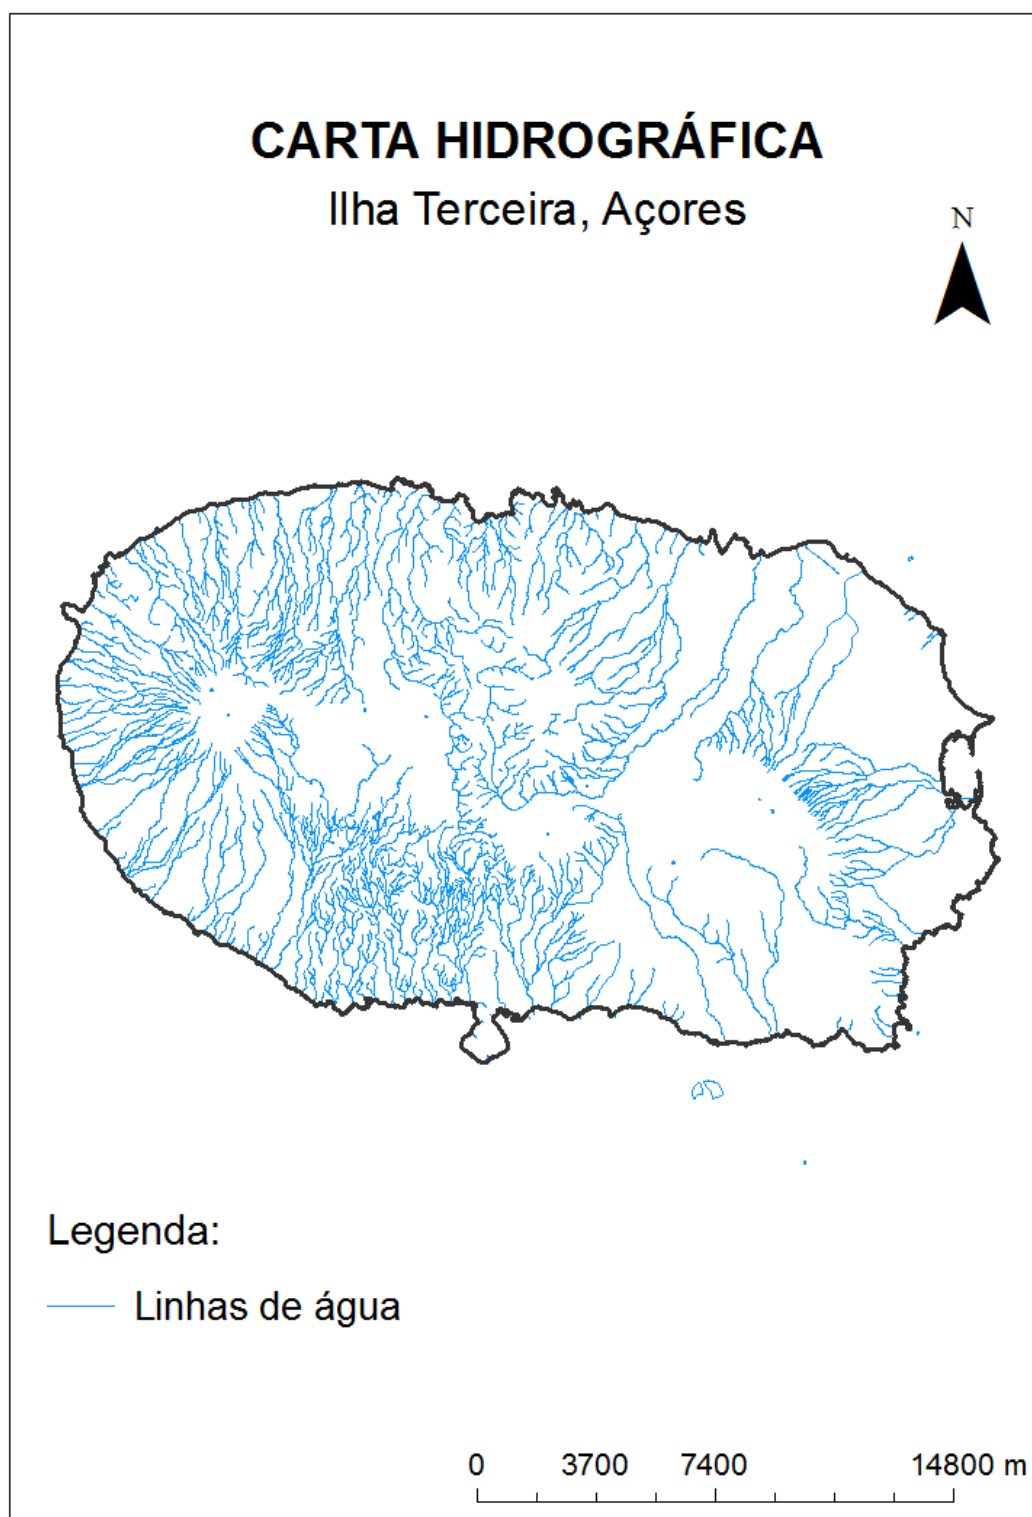 CARTA HIDROGRÁFICA
Ilha Terceira, Açores
N
Legenda:
Linhas de água
0 3700 7400 14800 m